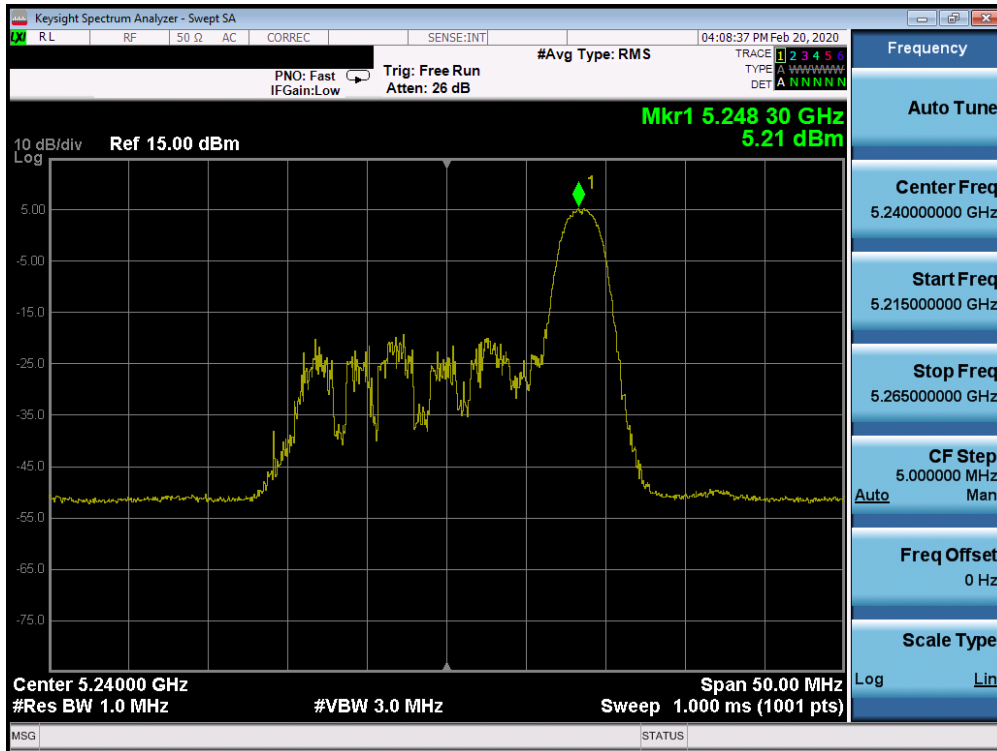 Keysight Spectrum Analyzer - Swept SA
LXI RL RF 50 Ω AC CORREC SENSE:INT 04:08:37 PM Feb 20, 2020
#Avg Type: RMS
TRACE 1 2 3 4 5 6
TYPE A WWWWW
DET A N N N N N
PNO: Fast
IFGain:Low
Trig: Free Run
Atten: 26 dB
Mkr1 5.248 30 GHz
5.21 dBm
10 dB/div Ref 15.00 dBm
Log
1
5.00
-5.00
-15.0
-25.0
-35.0
-45.0
-55.0
-65.0
-75.0
Center 5.24000 GHz Span 50.00 MHz
#Res BW 1.0 MHz #VBW 3.0 MHz Sweep 1.000 ms (1001 pts)
MSG STATUS
Frequency
Auto Tune
Center Freq
5.240000000 GHz
Start Freq
5.215000000 GHz
Stop Freq
5.265000000 GHz
CF Step
5.000000 MHz
Auto Man
Freq Offset
0 Hz
Scale Type
Log Lin